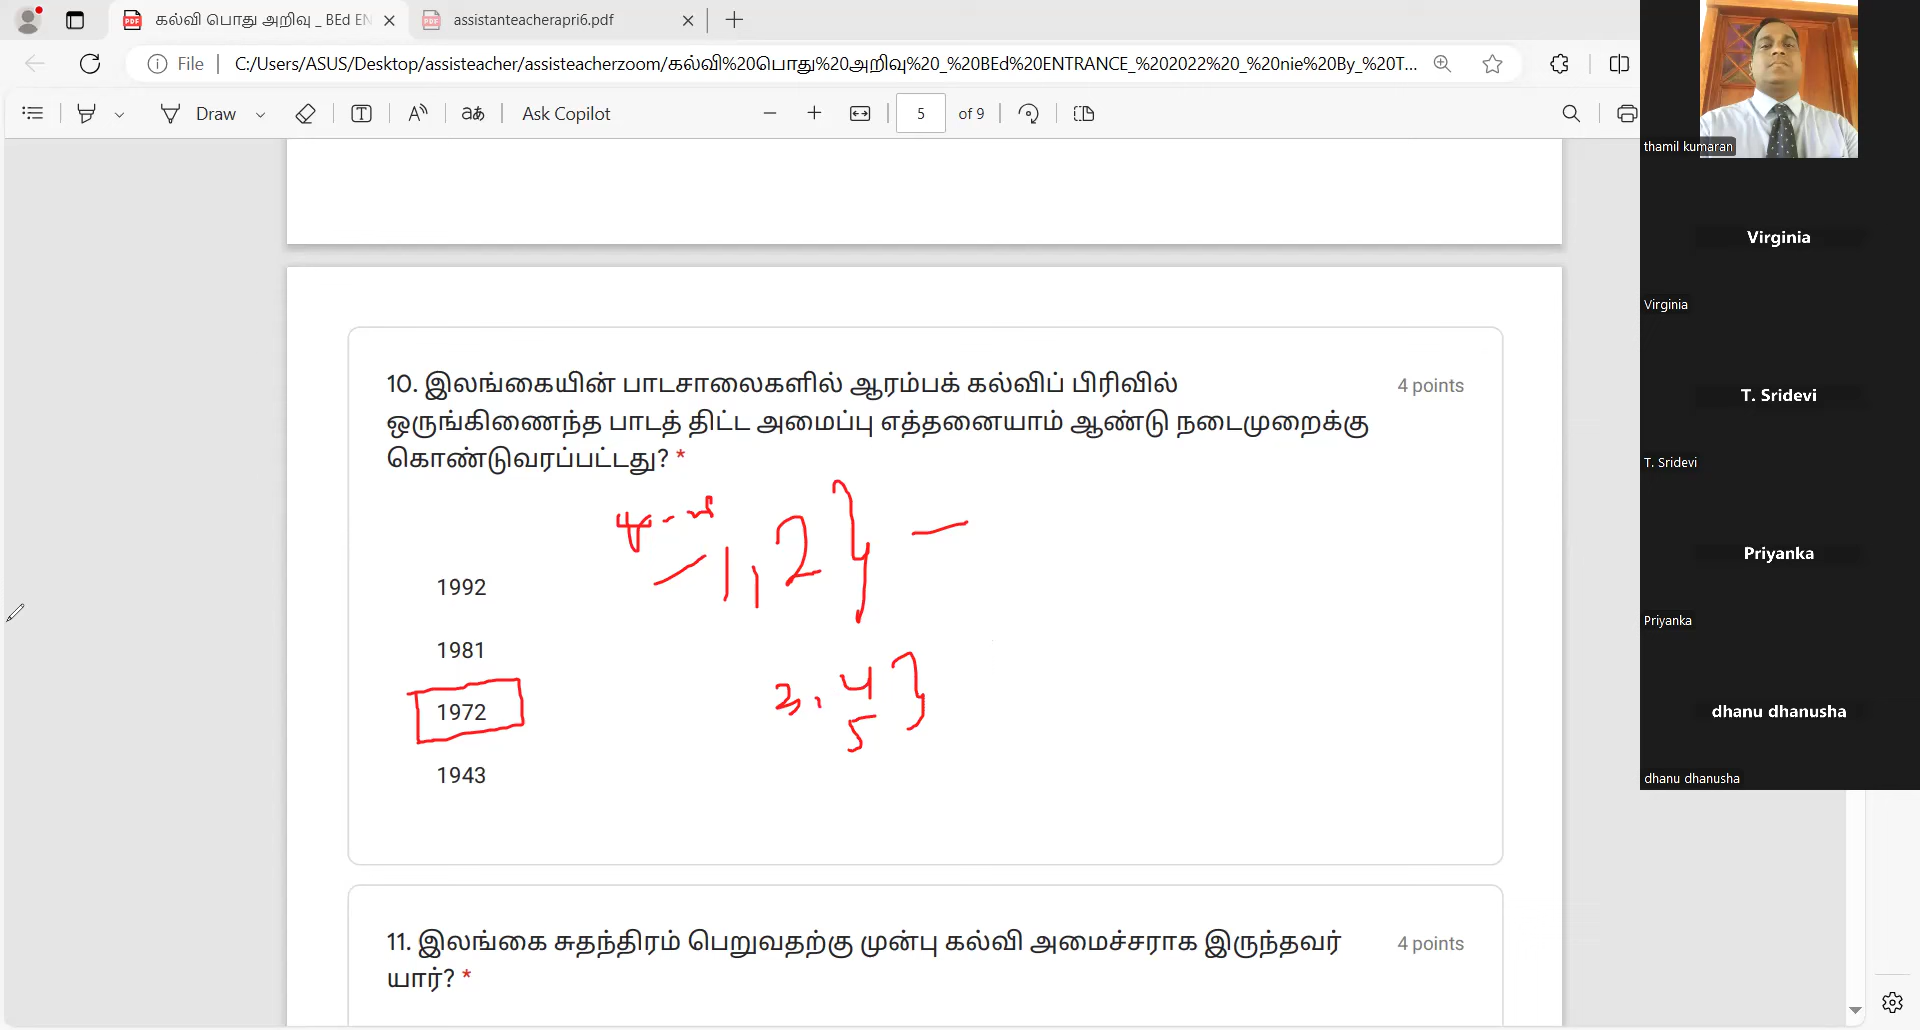 கல்வி பொது அறிவு _ BEd EN
assistanteacherapri6.pdf
File
C:/Users/ASUS/Desktop/assisteacher/assisteacherzoom/கல்வி%20பொது%20அறிவு%20_%20BEd%20ENTRANCE_%202022%20_%20nie%20By_%20T...
Draw
aあ
Ask Copilot
5
of 9
thamil kumaran
Virginia
Virginia
T. Sridevi
T. Sridevi
Priyanka
Priyanka
dhanu dhanusha
dhanu dhanusha
10. இலங்கையின் பாடசாலைகளில் ஆரம்பக் கல்விப் பிரிவில்
4 points
ஒருங்கிணைந்த பாடத் திட்ட அமைப்பு எத்தனையாம் ஆண்டு நடைமுறைக்கு
கொண்டுவரப்பட்டது? *
1, 2 }
1992
1981
3, 4 }
5
1972
1943
11. இலங்கை சுதந்திரம் பெறுவதற்கு முன்பு கல்வி அமைச்சராக இருந்தவர்
4 points
யார்? *